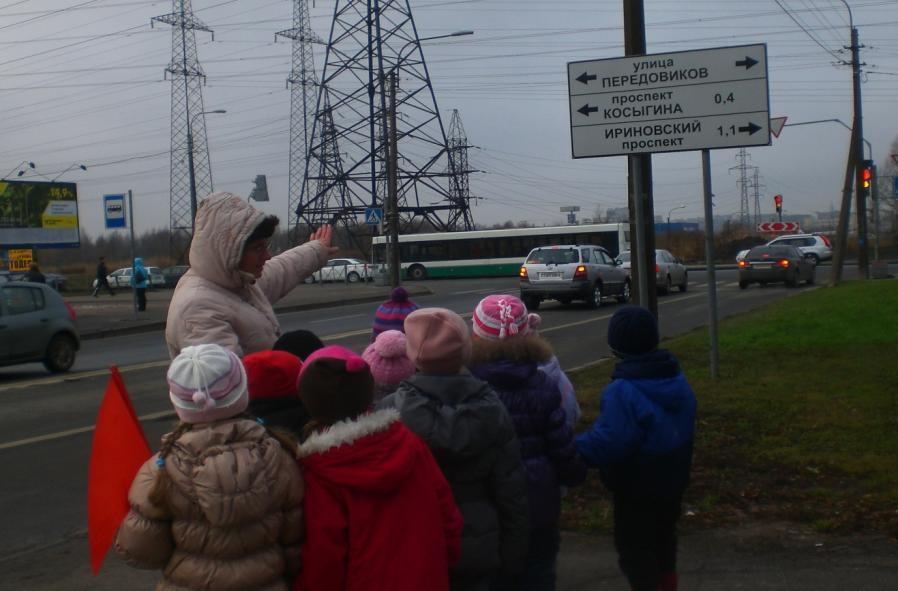 улица
ПЕРЕДОВИКОВ
проспект
КОСЫГИНА 0,4
ИРИНОВСКИЙ 1,1
проспект